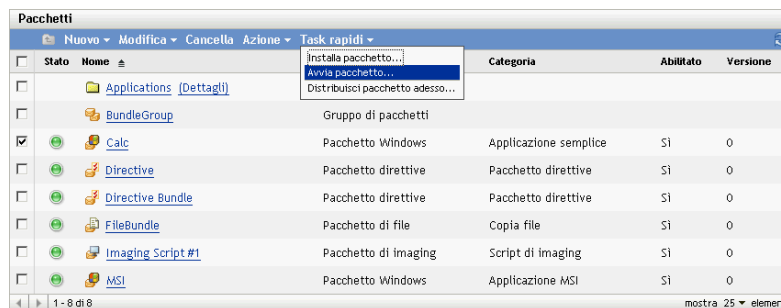 Pacchetti
Nuovo Modifica Cancella Azione Task rapidi
Installa pacchetto...
Avvia pacchetto...
Distribuisci pacchetto adesso...
Stato Nome Categoria Abilitato Versione
Applications (Dettagli)
BundleGroup Gruppo di pacchetti
Calc Pacchetto Windows Applicazione semplice Sì 0
Directive Pacchetto direttive Pacchetto direttive Sì 0
Directive Bundle Pacchetto direttive Pacchetto direttive Sì 0
FileBundle Pacchetto di file Copia file Sì 0
Imaging Script #1 Pacchetto di imaging Script di imaging Sì 0
MSI Pacchetto Windows Applicazione MSI Sì 0
1 - 8 di 8 mostra 25 elemen